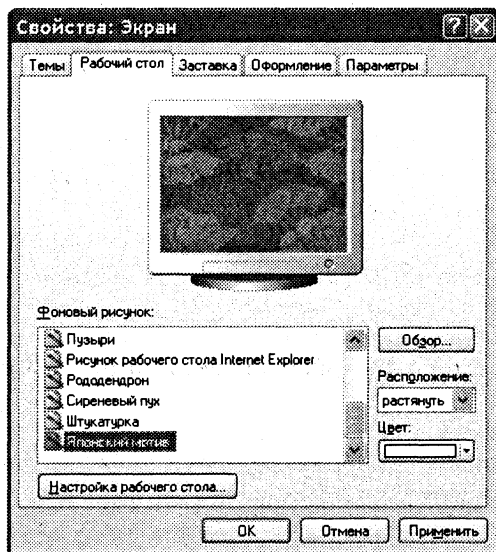 Свойства: Экран
Темы Рабочий стол Заставка Оформление Параметры
Фоновый рисунок:
Пузыри
Рисунок рабочего стола Internet Explorer
Рододендрон
Сиреневый пух
Штукатурка
Японский мотив
Обзор...
Расположение:
растянуть
Цвет:
Настройка рабочего стола...
OK Отмена Применить